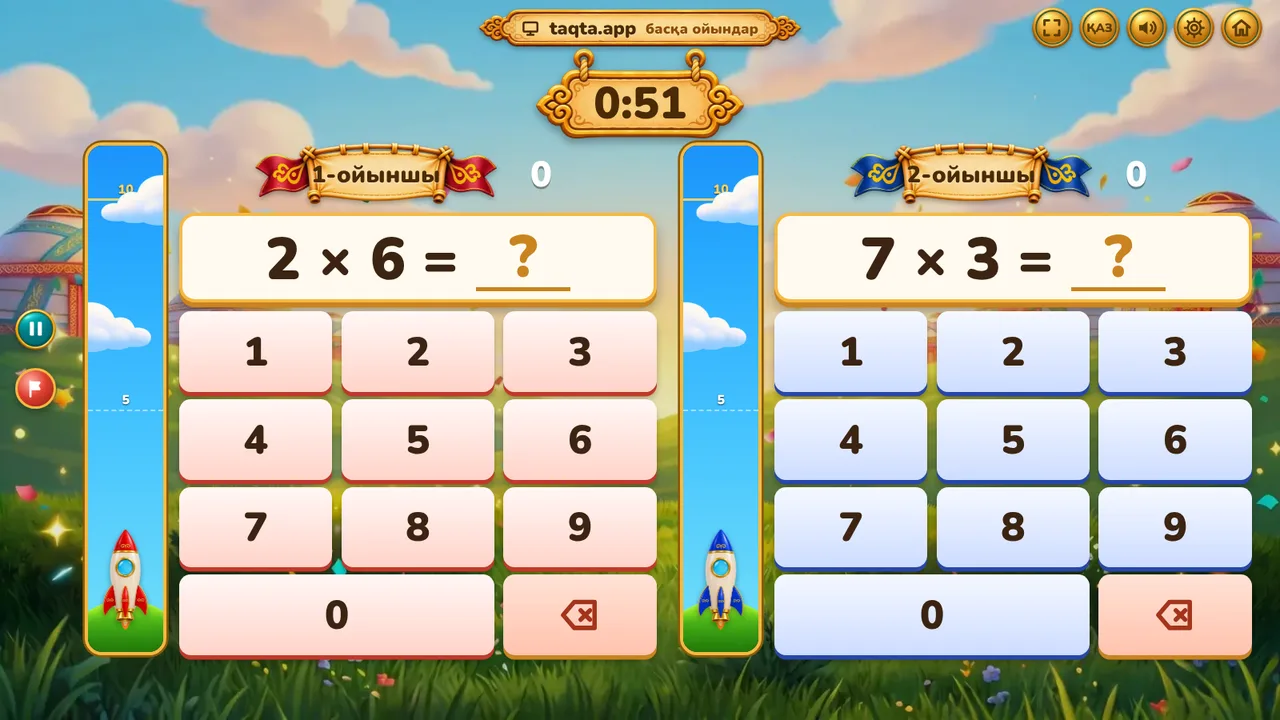 taqta.app басқа ойындар
ҚАЗ
0:51
1-ойыншы 0
2-ойыншы 0
10
5
2 × 6 = ?
1 2 3
4 5 6
7 8 9
0
10
5
7 × 3 = ?
1 2 3
4 5 6
7 8 9
0